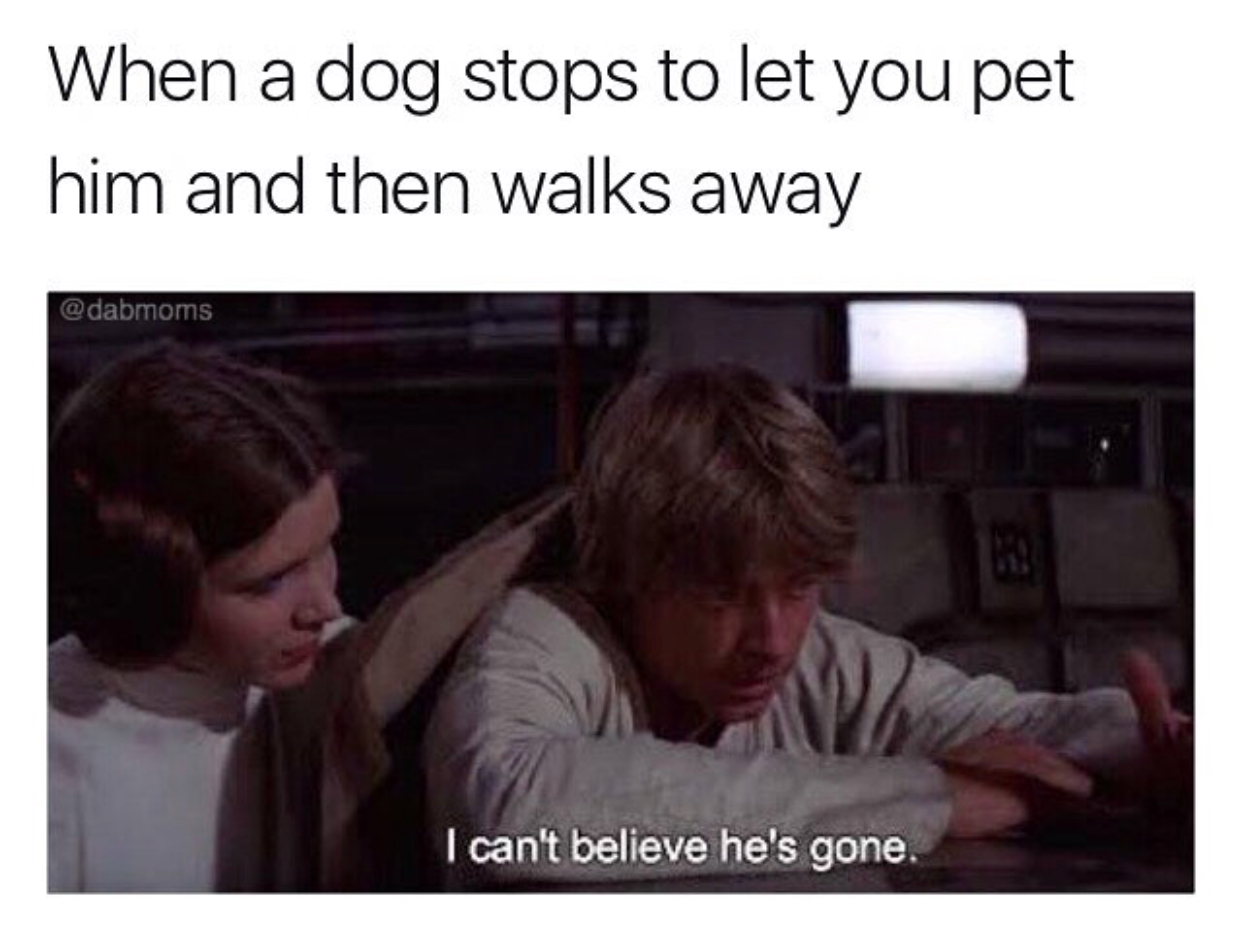 When a dog stops to let you pet
him and then walks away
@dabmoms
I can't believe he's gone.